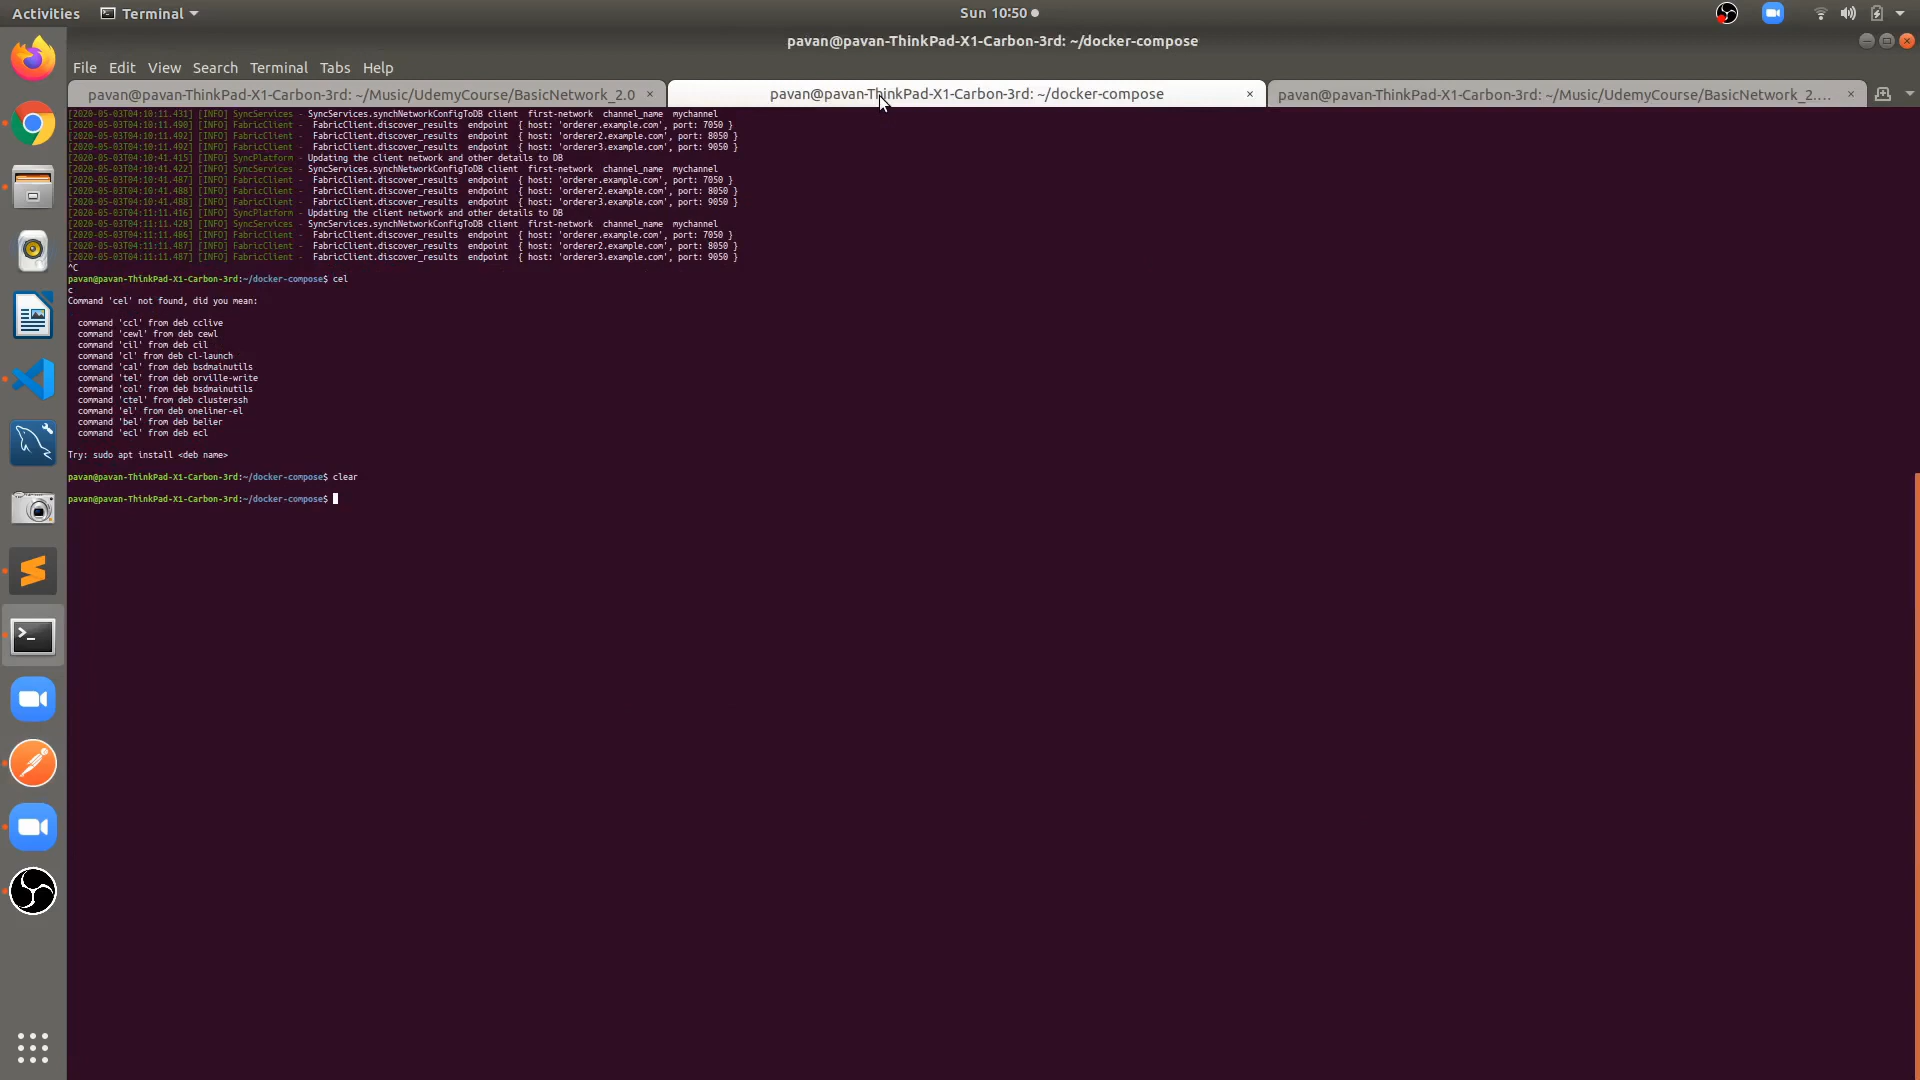 Activities
Terminal
Sun 10:50
pavan@pavan-ThinkPad-X1-Carbon-3rd: ~/docker-compose
File Edit View Search Terminal Tabs Help
pavan@pavan-ThinkPad-X1-Carbon-3rd: ~/Music/UdemyCourse/BasicNetwork_2.0 ×
pavan@pavan-ThinkPad-X1-Carbon-3rd: ~/docker-compose ×
pavan@pavan-ThinkPad-X1-Carbon-3rd: ~/Music/UdemyCourse/BasicNetwork_2.... ×
[2020-05-03T04:10:11.431] [INFO] SyncServices - SyncServices.synchNetworkConfigToDB client  first-network  channel_name  mychannel
[2020-05-03T04:10:11.490] [INFO] FabricClient -  FabricClient.discover_results  endpoint  { host: 'orderer.example.com', port: 7050 }
[2020-05-03T04:10:11.492] [INFO] FabricClient -  FabricClient.discover_results  endpoint  { host: 'orderer2.example.com', port: 8050 }
[2020-05-03T04:10:11.492] [INFO] FabricClient -  FabricClient.discover_results  endpoint  { host: 'orderer3.example.com', port: 9050 }
[2020-05-03T04:10:41.415] [INFO] SyncPlatform - Updating the client network and other details to DB
[2020-05-03T04:10:41.422] [INFO] SyncServices - SyncServices.synchNetworkConfigToDB client  first-network  channel_name  mychannel
[2020-05-03T04:10:41.487] [INFO] FabricClient -  FabricClient.discover_results  endpoint  { host: 'orderer.example.com', port: 7050 }
[2020-05-03T04:10:41.488] [INFO] FabricClient -  FabricClient.discover_results  endpoint  { host: 'orderer2.example.com', port: 8050 }
[2020-05-03T04:10:41.488] [INFO] FabricClient -  FabricClient.discover_results  endpoint  { host: 'orderer3.example.com', port: 9050 }
[2020-05-03T04:11:11.416] [INFO] SyncPlatform - Updating the client network and other details to DB
[2020-05-03T04:11:11.428] [INFO] SyncServices - SyncServices.synchNetworkConfigToDB client  first-network  channel_name  mychannel
[2020-05-03T04:11:11.486] [INFO] FabricClient -  FabricClient.discover_results  endpoint  { host: 'orderer.example.com', port: 7050 }
[2020-05-03T04:11:11.487] [INFO] FabricClient -  FabricClient.discover_results  endpoint  { host: 'orderer2.example.com', port: 8050 }
[2020-05-03T04:11:11.487] [INFO] FabricClient -  FabricClient.discover_results  endpoint  { host: 'orderer3.example.com', port: 9050 }
^C
pavan@pavan-ThinkPad-X1-Carbon-3rd:~/docker-compose$ cel
c
Command 'cel' not found, did you mean:
command 'ccl' from deb cclive
command 'cewl' from deb cewl
command 'cil' from deb cil
command 'cl' from deb cl-launch
command 'cal' from deb bsdmainutils
command 'tel' from deb orville-write
command 'col' from deb bsdmainutils
command 'ctel' from deb clusterssh
command 'el' from deb oneliner-el
command 'bel' from deb belier
command 'ecl' from deb ecl
Try: sudo apt install <deb name>
pavan@pavan-ThinkPad-X1-Carbon-3rd:~/docker-compose$ clear
pavan@pavan-ThinkPad-X1-Carbon-3rd:~/docker-compose$